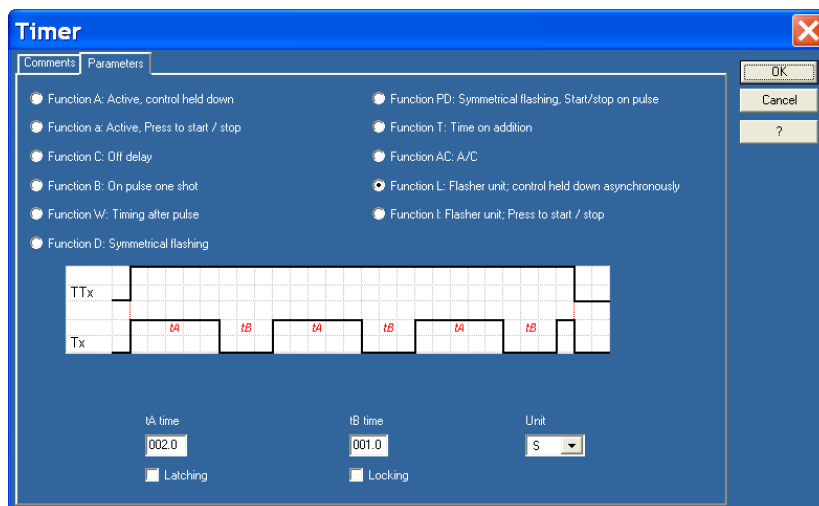 Timer
Comments
Parameters
OK
Cancel
?
Function A: Active, control held down
Function a: Active, Press to start / stop
Function C: Off delay
Function B: On pulse one shot
Function W: Timing after pulse
Function D: Symmetrical flashing
Function PD: Symmetrical flashing, Start/stop on pulse
Function T: Time on addition
Function AC: A/C
Function L: Flasher unit; control held down asynchronously
Function I: Flasher unit; Press to start / stop
TTx
Tx
tA tB tA tB tA tB
tA time
002.0
Latching
tB time
001.0
Locking
Unit
S